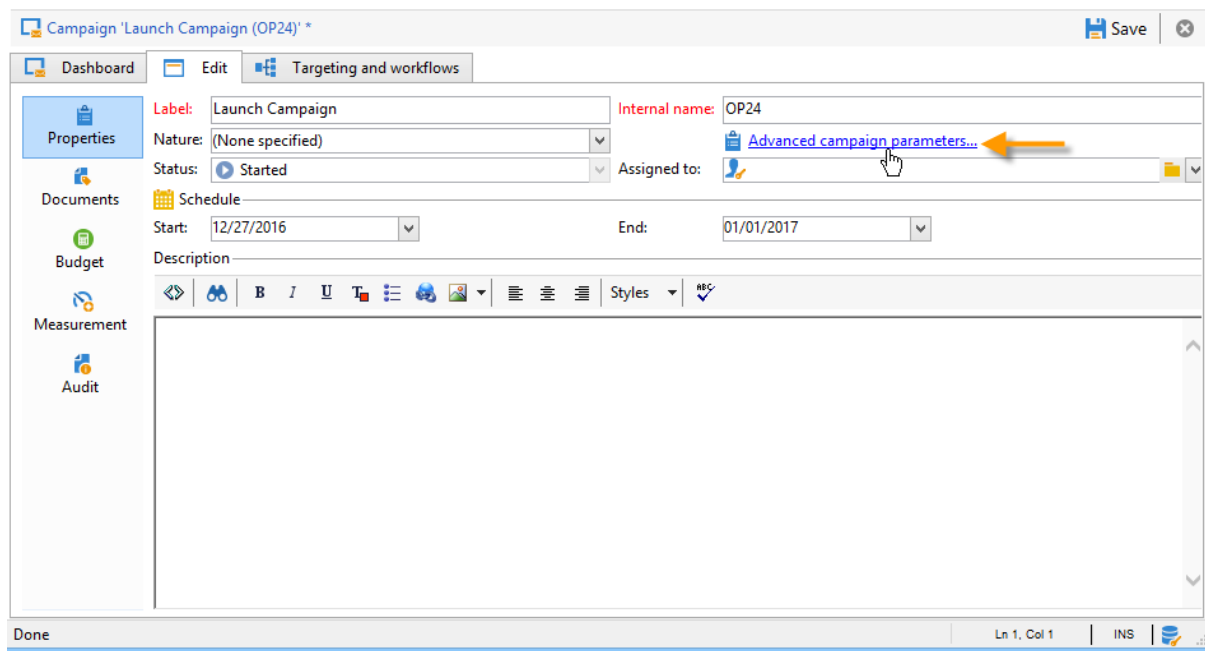 Campaign 'Launch Campaign (OP24)' *
Save
Dashboard
Edit
Targeting and workflows
Properties
Documents
Budget
Measurement
Audit
Label: Launch Campaign
Internal name: OP24
Nature: (None specified)
Advanced campaign parameters...
Status: Started
Assigned to:
Schedule
Start: 12/27/2016
End: 01/01/2017
Description
B I U T Styles ABC
Done
Ln 1, Col 1
INS